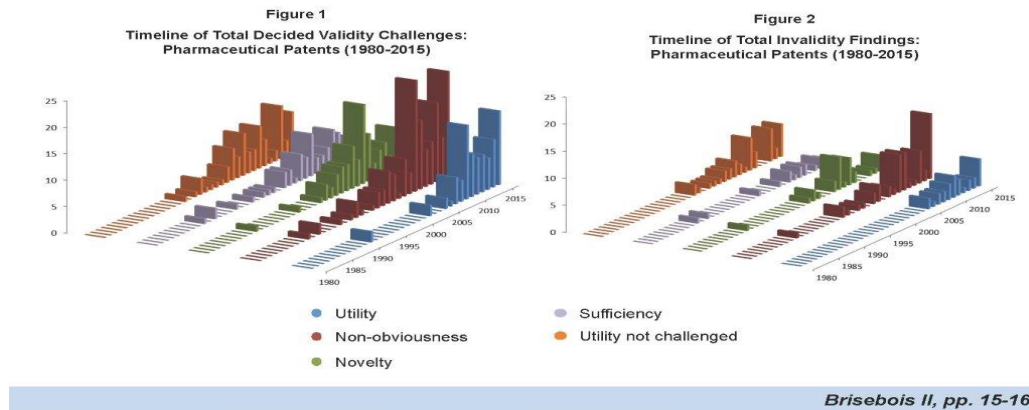 Figure 1
Timeline of Total Decided Validity Challenges:
Pharmaceutical Patents (1980-2015)
25
20
15
10
5
0
1980
1985
1990
1995
2000
2005
2010
2015
Figure 2
Timeline of Total Invalidity Findings:
Pharmaceutical Patents (1980-2015)
25
20
15
10
5
0
1980
1985
1990
1995
2000
2005
2010
2015
Utility
Non-obviousness
Novelty
Sufficiency
Utility not challenged
Brisebois II, pp. 15-16